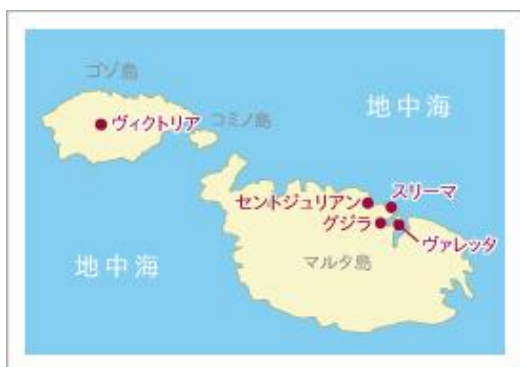 ゴゾ島
地中海
ヴィクトリア
コミノ島
セントジュリアン
スリーマ
グジラ
ヴァレッタ
地中海
マルタ島